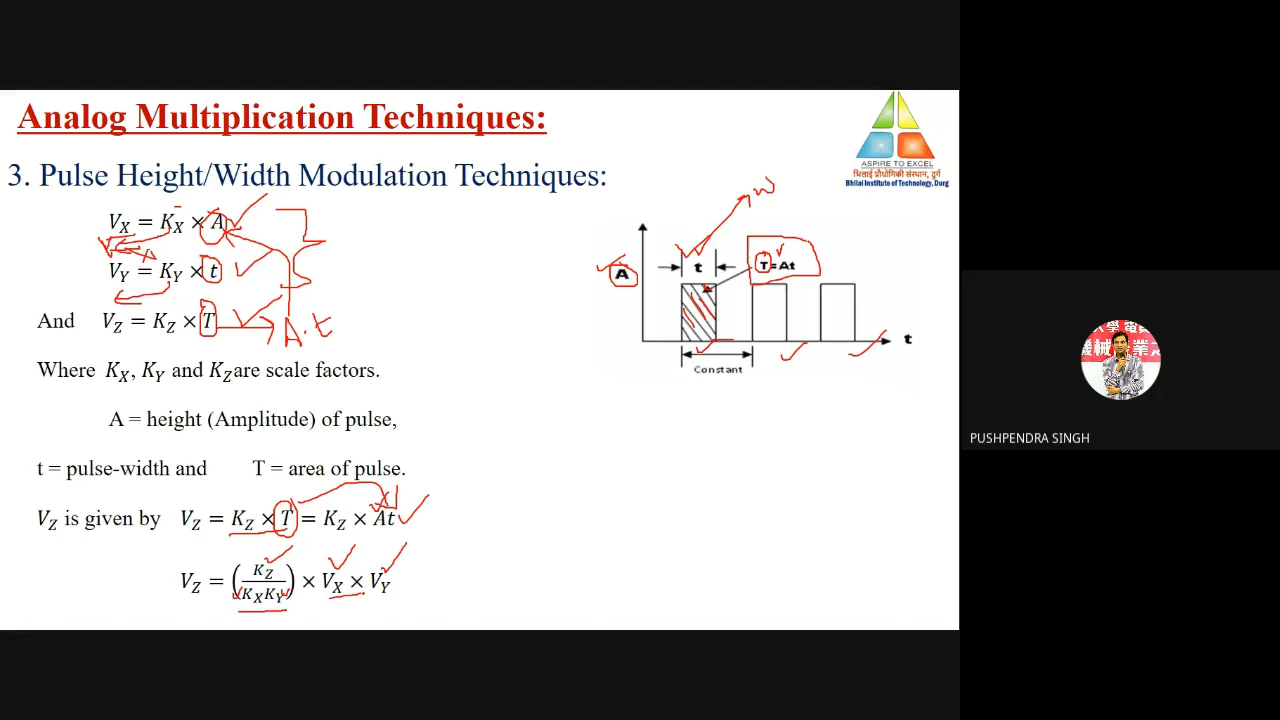 Analog Multiplication Techniques:
ASPIRE TO EXCEL
भिलाई प्रौद्योगिकी संस्थान, दुर्ग
Bhilai Institute of Technology, Durg
3. Pulse Height/Width Modulation Techniques:
V_X = K_X × A
V_Y = K_Y × t
And V_Z = K_Z × T
A.t
Where K_X, K_Y and K_Z are scale factors.
A = height (Amplitude) of pulse,
t = pulse-width and T = area of pulse.
V_Z is given by V_Z = K_Z × T = K_Z × At
V_Z = (K_Z / K_X K_Y) × V_X × V_Y
w
A
t
T = At
t
Constant
PUSHPENDRA SINGH